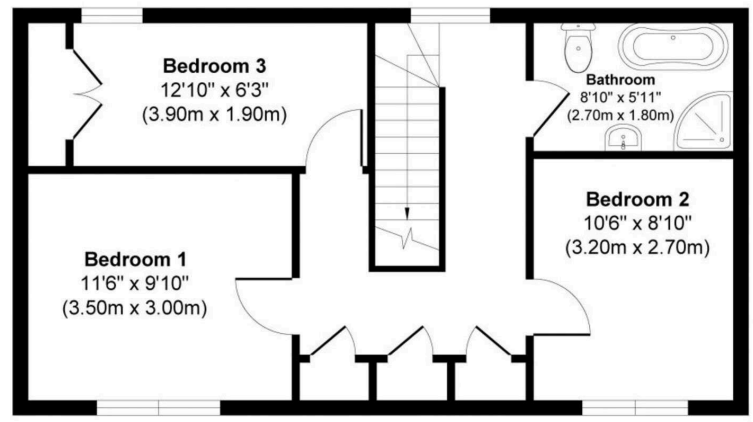 Bedroom 3
12'10" x 6'3"
(3.90m x 1.90m)
Bathroom
8'10" x 5'11"
(2.70m x 1.80m)
Bedroom 2
10'6" x 8'10"
(3.20m x 2.70m)
Bedroom 1
11'6" x 9'10"
(3.50m x 3.00m)